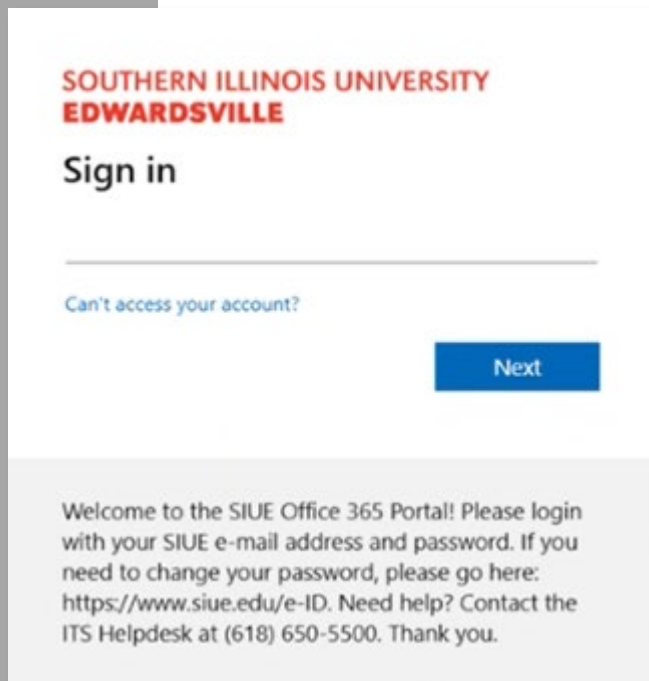 SOUTHERN ILLINOIS UNIVERSITY
EDWARDSVILLE
Sign in
Can't access your account?
Next
Welcome to the SIUE Office 365 Portal! Please login
with your SIUE e-mail address and password. If you
need to change your password, please go here:
https://www.siue.edu/e-ID. Need help? Contact the
ITS Helpdesk at (618) 650-5500. Thank you.